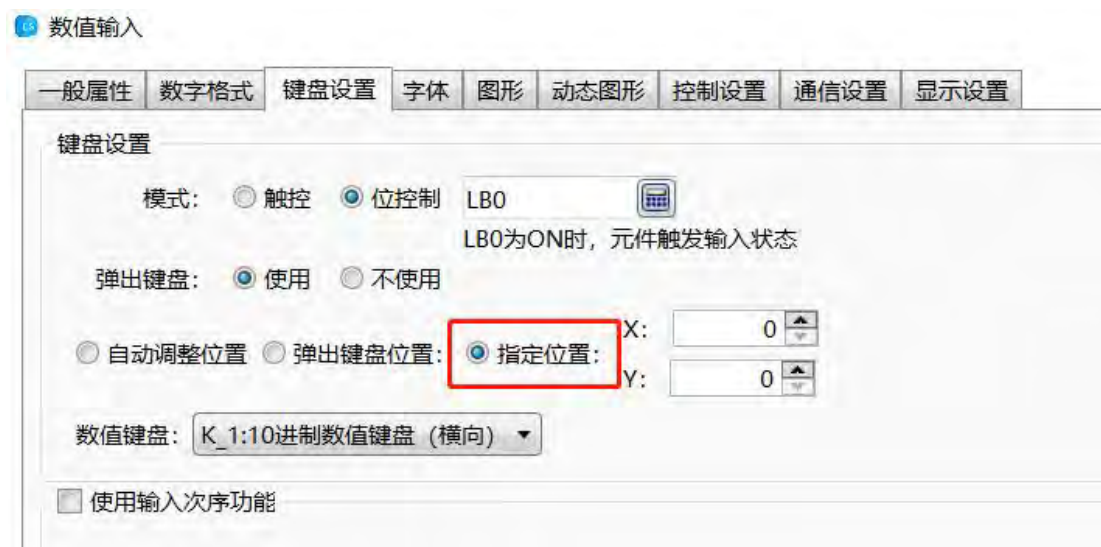 数值输入
一般属性 数字格式 键盘设置 字体 图形 动态图形 控制设置 通信设置 显示设置
键盘设置
模式: 触控 位控制 LB0
LB0为ON时，元件触发输入状态
弹出键盘: 使用 不使用
自动调整位置 弹出键盘位置: 指定位置: X: 0
Y: 0
数值键盘: K_1:10进制数值键盘（横向）
使用输入次序功能